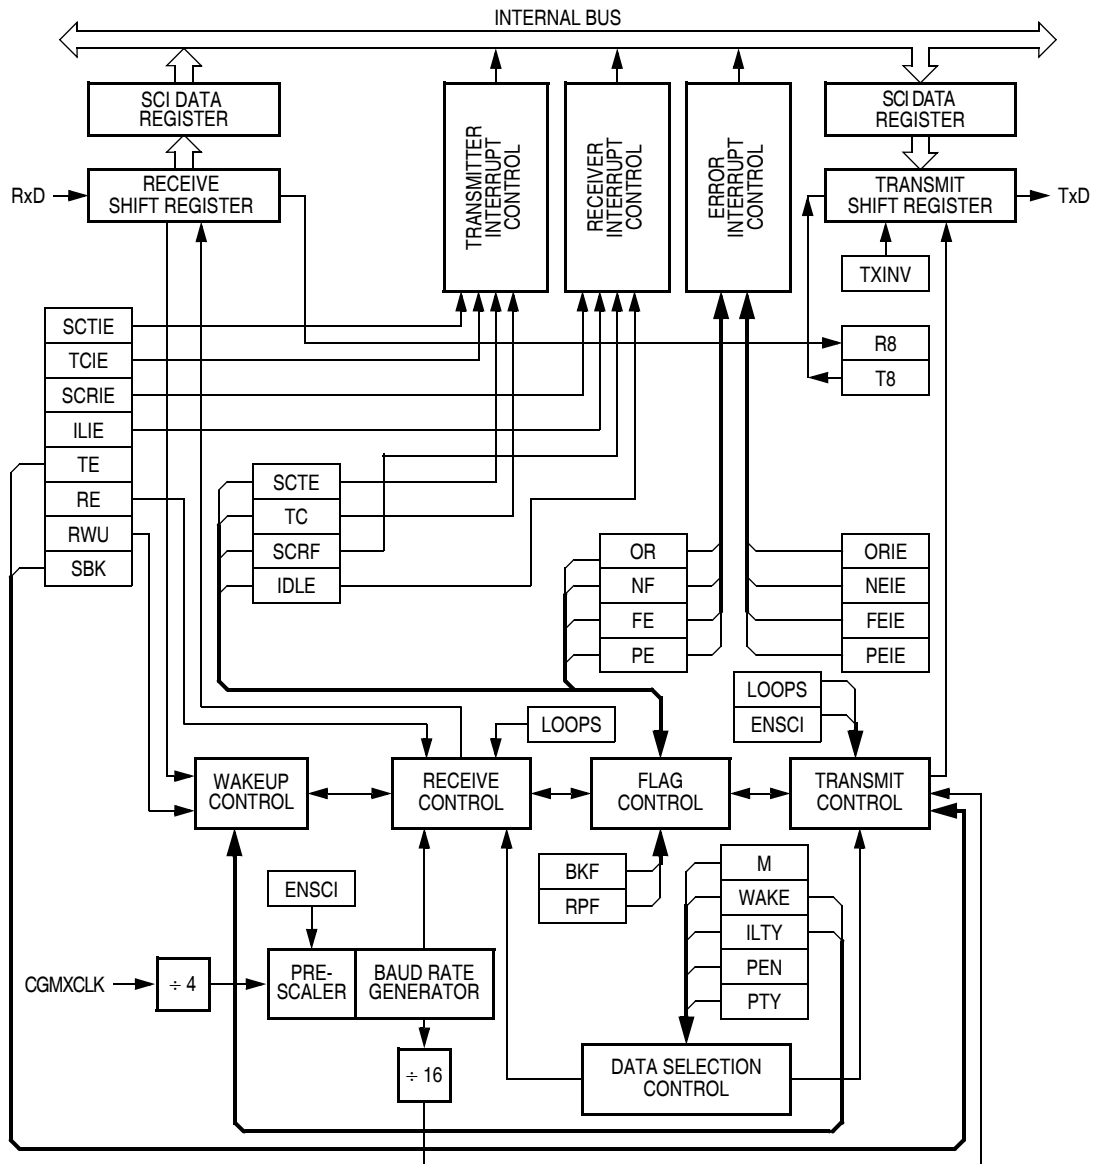 INTERNAL BUS
SCI DATA
REGISTER
SCI DATA
REGISTER
TRANSMITTER
INTERRUPT
CONTROL
RECEIVER
INTERRUPT
CONTROL
ERROR
INTERRUPT
CONTROL
RxD
RECEIVE
SHIFT REGISTER
TRANSMIT
SHIFT REGISTER
TxD
TXINV
SCTIE
TCIE
SCRIE
ILIE
TE
RE
RWU
SBK
R8
T8
SCTE
TC
SCRF
IDLE
OR
NF
FE
PE
ORIE
NEIE
FEIE
PEIE
LOOPS
LOOPS
ENSCI
WAKEUP
CONTROL
RECEIVE
CONTROL
FLAG
CONTROL
TRANSMIT
CONTROL
BKF
RPF
M
WAKE
ILTY
PEN
PTY
ENSCI
CGMXCLK
÷ 4
PRE-
SCALER
BAUD RATE
GENERATOR
÷ 16
DATA SELECTION
CONTROL